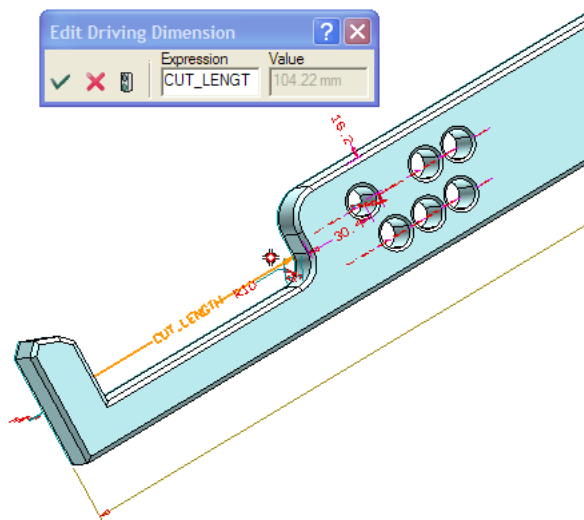 Edit Driving Dimension
?
Expression
Value
CUT_LENGT
104.22 mm
16.2
30.
R10
CUT_LENGTH